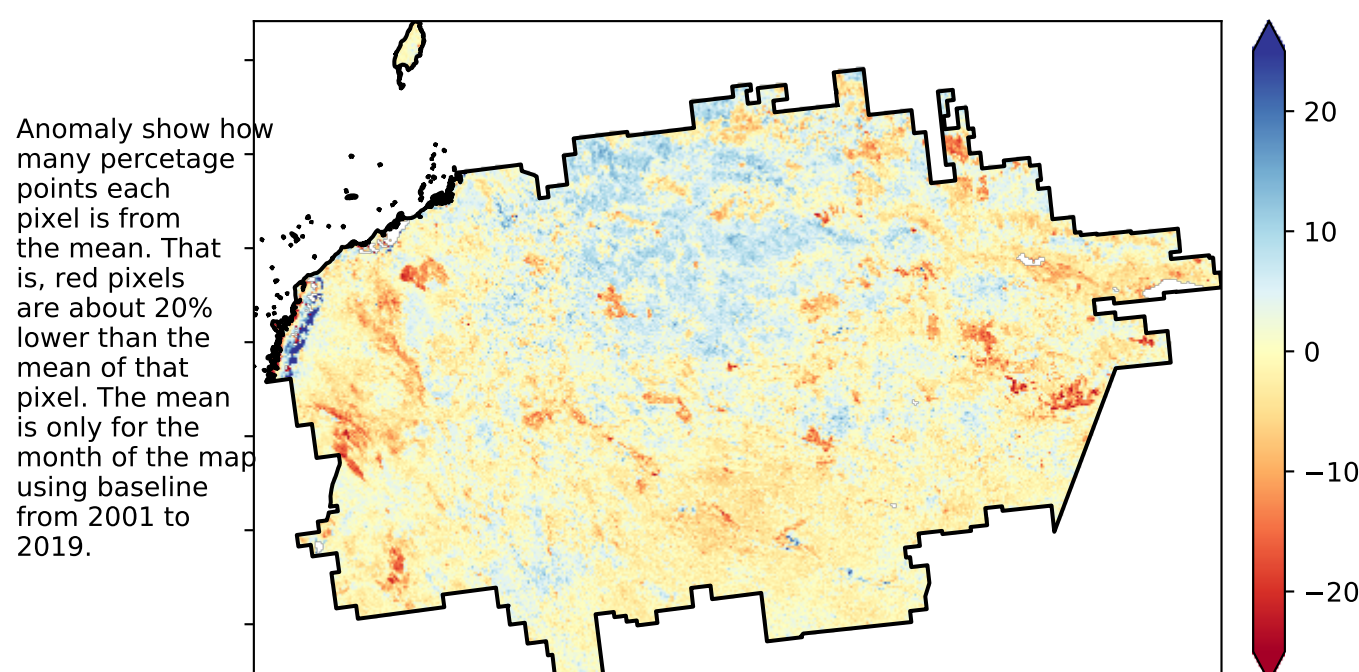 Anomaly show how
many percetage
points each
pixel is from
the mean. That
is, red pixels
are about 20%
lower than the
mean of that
pixel. The mean
is only for the
month of the map
using baseline
from 2001 to
2019.
20
10
0
−10
−20